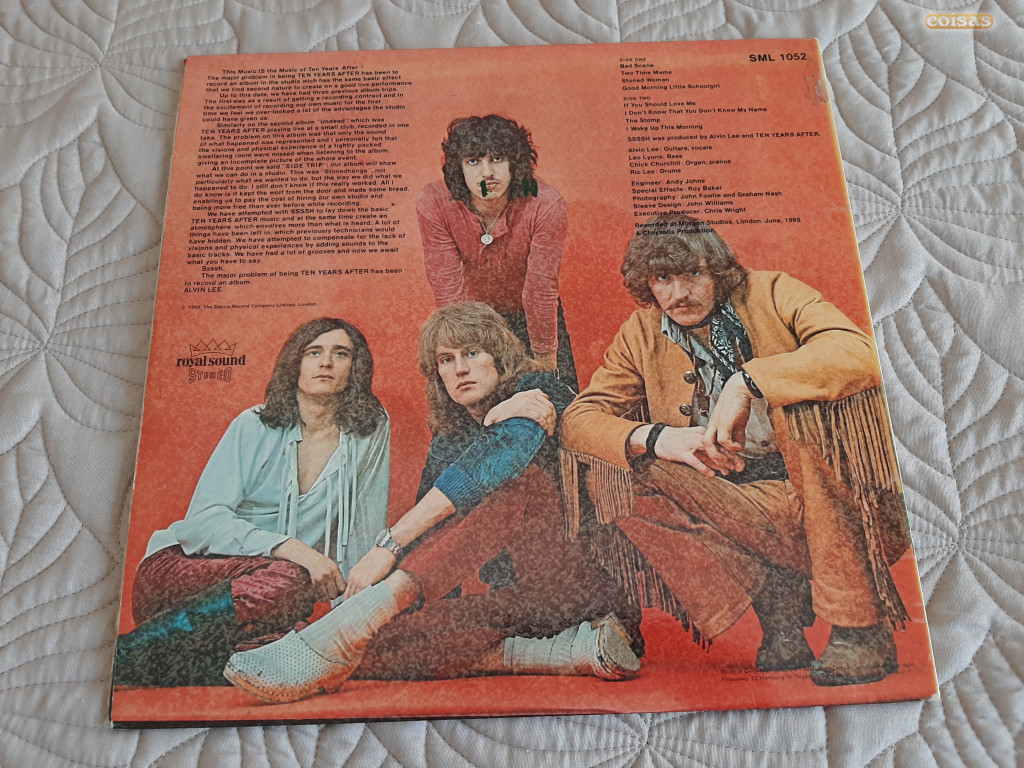 coisas
This Music IS the Music of Ten Years After
The major problem in being TEN YEARS AFTER has been to
record an album in the studio wich has the same basic effect
that we find second nature to create on a good live performance
Up to this date, we have had three previous album trips.
The first was as a result of getting a recording contract and in
the excitement of recording our own music for the first
time we feel we over-looked a lot of the advantages the studio
could have given us.
Similarly on the second album "Undead" which was
TEN YEARS AFTER playing live at a small club, recorded in one
take. The problem on this album was that only the sound
of what happened was represented and I personally felt that
the visions and physical experience of a tightly packed
sweltering room were missed when listening to the album,
giving an incomplete picture of the whole event.
At this point we said "SIDE TRIP", our album will show
what we can do in a studio. This was "Stonedhenge", not
particularly what we wanted to do, but the way we did what we
happened to do. I still don't know if this really worked. All I
do know is it kept the wolf from the door and made some bread,
enabling us to pay the cost of hiring our own studio and
being more free than ever before while recording.
We have attempted with SSSSH to lay down the basic
TEN YEARS AFTER music and at the same time create an
atmosphere which envolves more than what is heard. A lot of
things have been left in, which previously technicians would
have hidden. We have attempted to compensate for the lack of
visions and physical experiences by adding sounds to the
basic tracks. We have had a lot of grooves and now we await
what you have to say.
Ssssh.
The major problem of being TEN YEARS AFTER has been
to record an album.
ALVIN LEE
© 1969, The Decca Record Company Limited, London
royal sound
STEREO
SML 1052
SIDE ONE
Bad Scene
Two Time Mama
Stoned Woman
Good Morning Little Schoolgirl
SIDE TWO
If You Should Love Me
I Don't Know That You Don't Know My Name
The Stomp
I Woke Up This Morning
SSSSH was produced by Alvin Lee and TEN YEARS AFTER.
Alvin Lee: Guitars, vocals
Leo Lyons: Bass
Chick Churchill: Organ, pianos
Ric Lee: Drums
Engineer: Andy Johns
Special Effects: Roy Baker
Photography: John Fowlie and Graham Nash
Sleeve Design: John Williams
Executive Producer: Chris Wright
Recorded at Morgan Studios, London. June, 1969
A Chrysalis Produktion